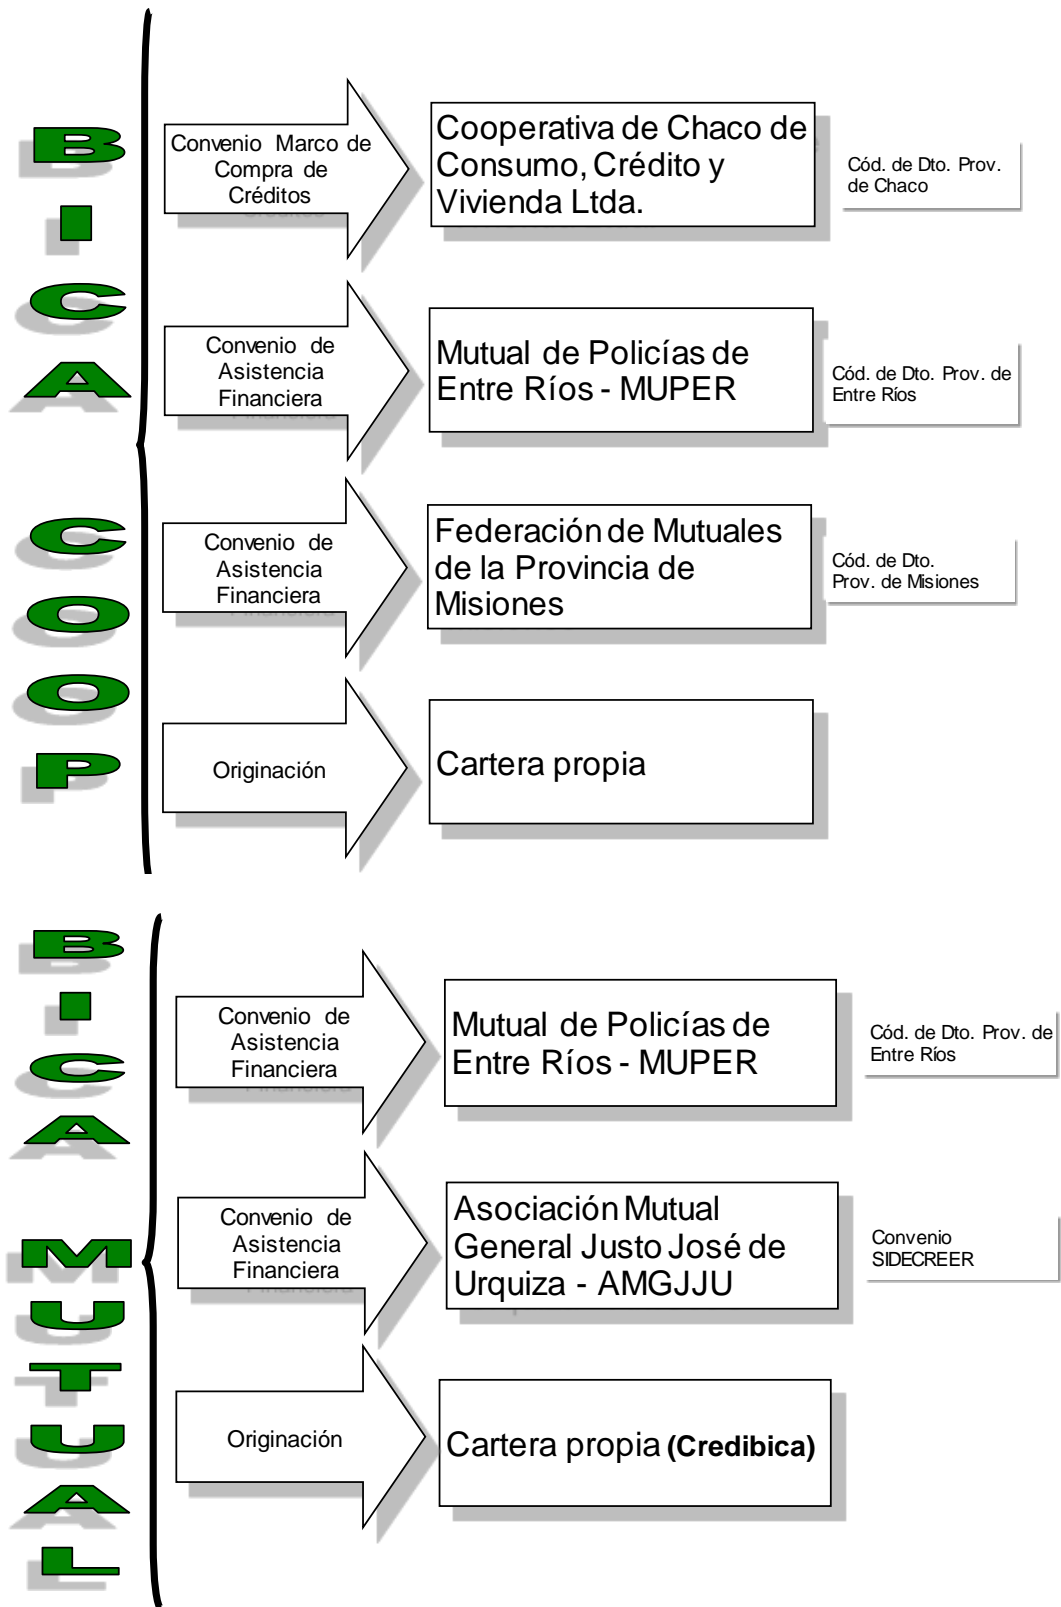 BICA COOP
Convenio Marco de
Compra de
Créditos
Cooperativa de Chaco de
Consumo, Crédito y
Vivienda Ltda.
Cód. de Dto. Prov.
de Chaco
Convenio de
Asistencia
Financiera
Mutual de Policías de
Entre Ríos - MUPER
Cód. de Dto. Prov. de
Entre Ríos
Convenio de
Asistencia
Financiera
Federación de Mutuales
de la Provincia de
Misiones
Cód. de Dto.
Prov. de Misiones
Originación
Cartera propia
BICA MUTUAL
Convenio de
Asistencia
Financiera
Mutual de Policías de
Entre Ríos - MUPER
Cód. de Dto. Prov. de
Entre Ríos
Convenio de
Asistencia
Financiera
Asociación Mutual
General Justo José de
Urquiza - AMGJJU
Convenio
SIDECREER
Originación
Cartera propia (Credibica)